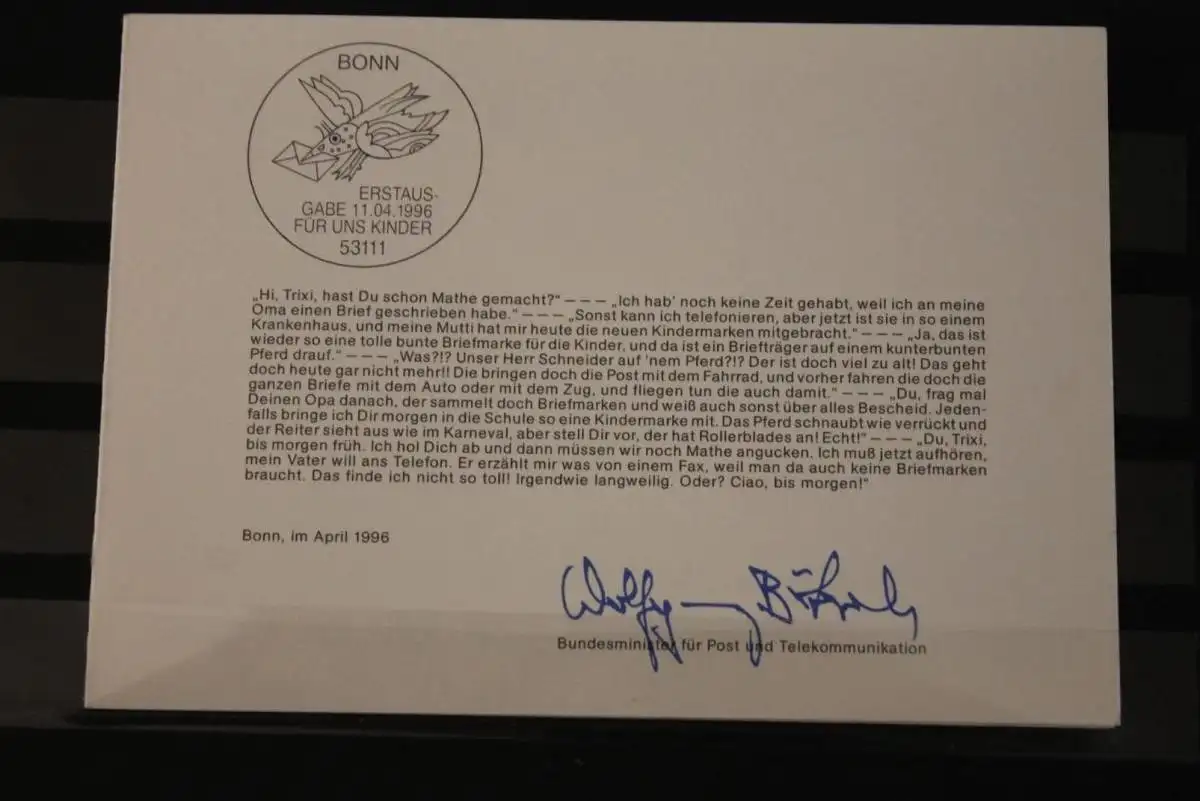 BONN
ERSTAUS-
GABE 11.04.1996
FÜR UNS KINDER
53111
„Hi, Trixi, hast Du schon Mathe gemacht?“ – – – „Ich hab' noch keine Zeit gehabt, weil ich an meine
Oma einen Brief geschrieben habe.“ – – – „Sonst kann ich telefonieren, aber jetzt ist sie in so einem
Krankenhaus, und meine Mutti hat mir heute die neuen Kindermarken mitgebracht.“ – – – „Ja, das ist
wieder so eine tolle bunte Briefmarke für die Kinder, und da ist ein Briefträger auf einem kunterbunten
Pferd drauf.“ – – – „Was?!? Unser Herr Schneider auf 'nem Pferd?!? Der ist doch viel zu alt! Das geht
doch heute gar nicht mehr!! Die bringen doch die Post mit dem Fahrrad, und vorher fahren die doch die
ganzen Briefe mit dem Auto oder mit dem Zug, und fliegen tun die auch damit.“ – – – „Du, frag mal
Deinen Opa danach, der sammelt doch Briefmarken und weiß auch sonst über alles Bescheid. Jeden-
falls bringe ich Dir morgen in die Schule so eine Kindermarke mit. Das Pferd schnaubt wie verrückt und
der Reiter sieht aus wie im Karneval, aber stell Dir vor, der hat Rollerblades an! Echt!“ – – – „Du, Trixi,
bis morgen früh. Ich hol Dich ab und dann müssen wir noch Mathe angucken. Ich muß jetzt aufhören,
mein Vater will ans Telefon. Er erzählt mir was von einem Fax, weil man da auch keine Briefmarken
braucht. Das finde ich nicht so toll! Irgendwie langweilig. Oder? Ciao, bis morgen!“
Bonn, im April 1996
Wolfgang Bötsch
Bundesminister für Post und Telekommunikation